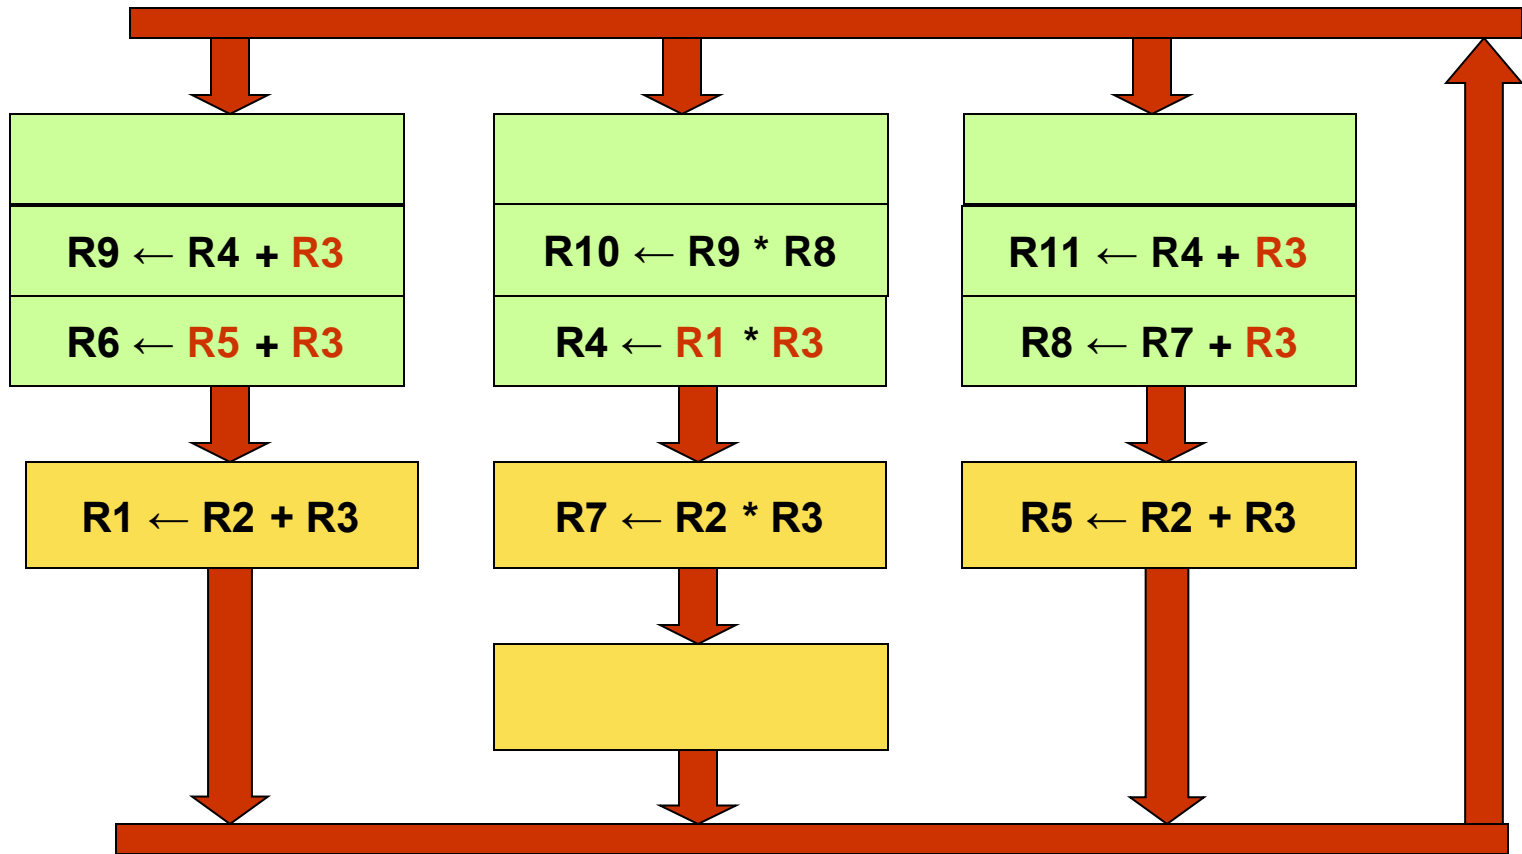 R9 ← R4 + R3
R10 ← R9 * R8
R11 ← R4 + R3
R6 ← R5 + R3
R4 ← R1 * R3
R8 ← R7 + R3
R1 ← R2 + R3
R7 ← R2 * R3
R5 ← R2 + R3